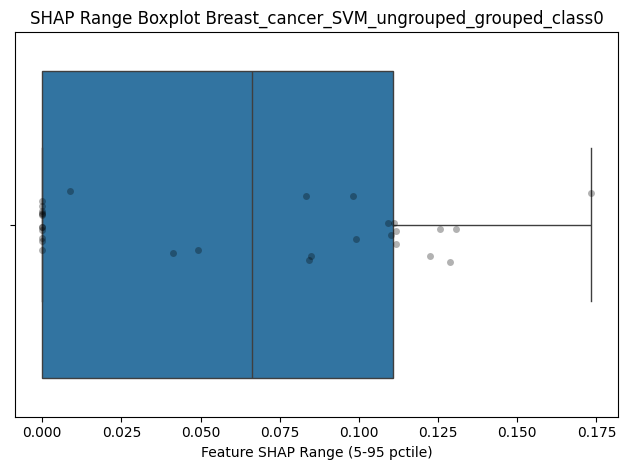 SHAP Range Boxplot Breast_cancer_SVM_ungrouped_grouped_class0
0.000 0.025 0.050 0.075 0.100 0.125 0.150 0.175
Feature SHAP Range (5-95 pctile)